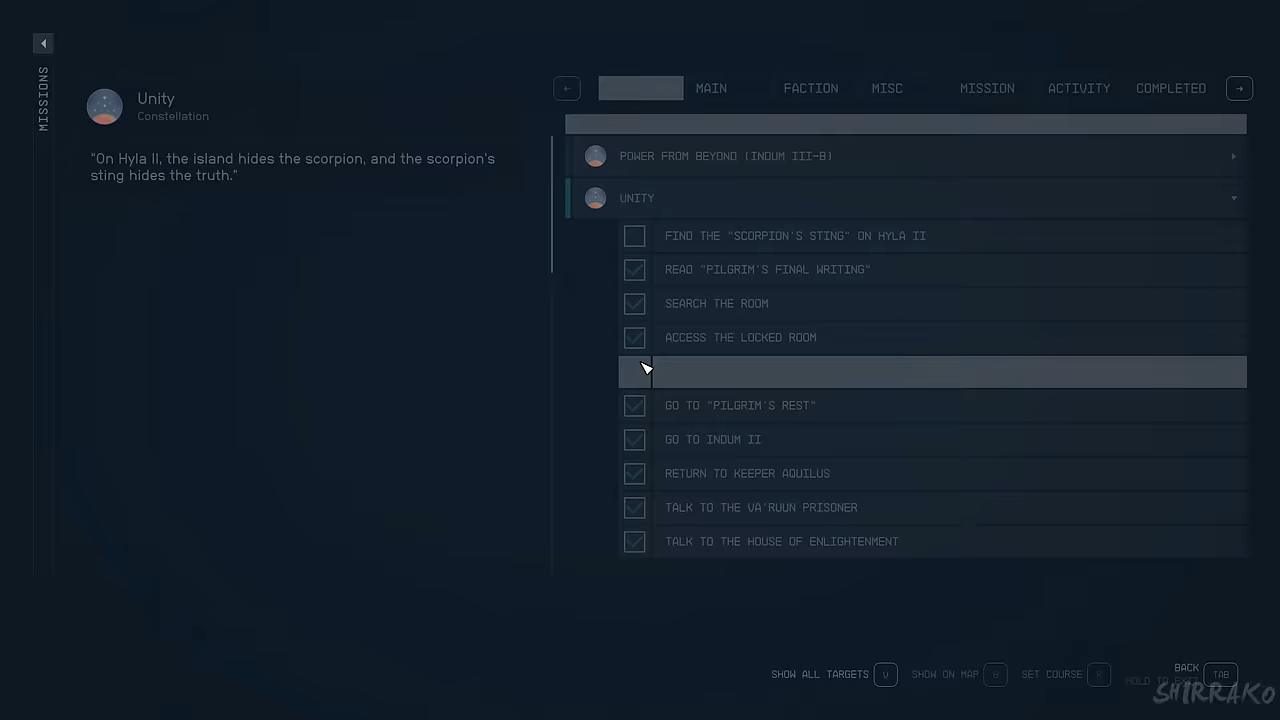 MISSIONS
Unity
Constellation
"On Hyla II, the island hides the scorpion, and the scorpion's
sting hides the truth."
MAIN FACTION MISC MISSION ACTIVITY COMPLETED
POWER FROM BEYOND (INDUM III-B)
UNITY
FIND THE "SCORPION'S STING" ON HYLA II
READ "PILGRIM'S FINAL WRITING"
SEARCH THE ROOM
ACCESS THE LOCKED ROOM
GO TO "PILGRIM'S REST"
GO TO INDUM II
RETURN TO KEEPER AQUILUS
TALK TO THE VA'RUUN PRISONER
TALK TO THE HOUSE OF ENLIGHTENMENT
SHOW ALL TARGETS V SHOW ON MAP B SET COURSE R BACK TAB
HOLD TO EXIT
SHIRRAKO